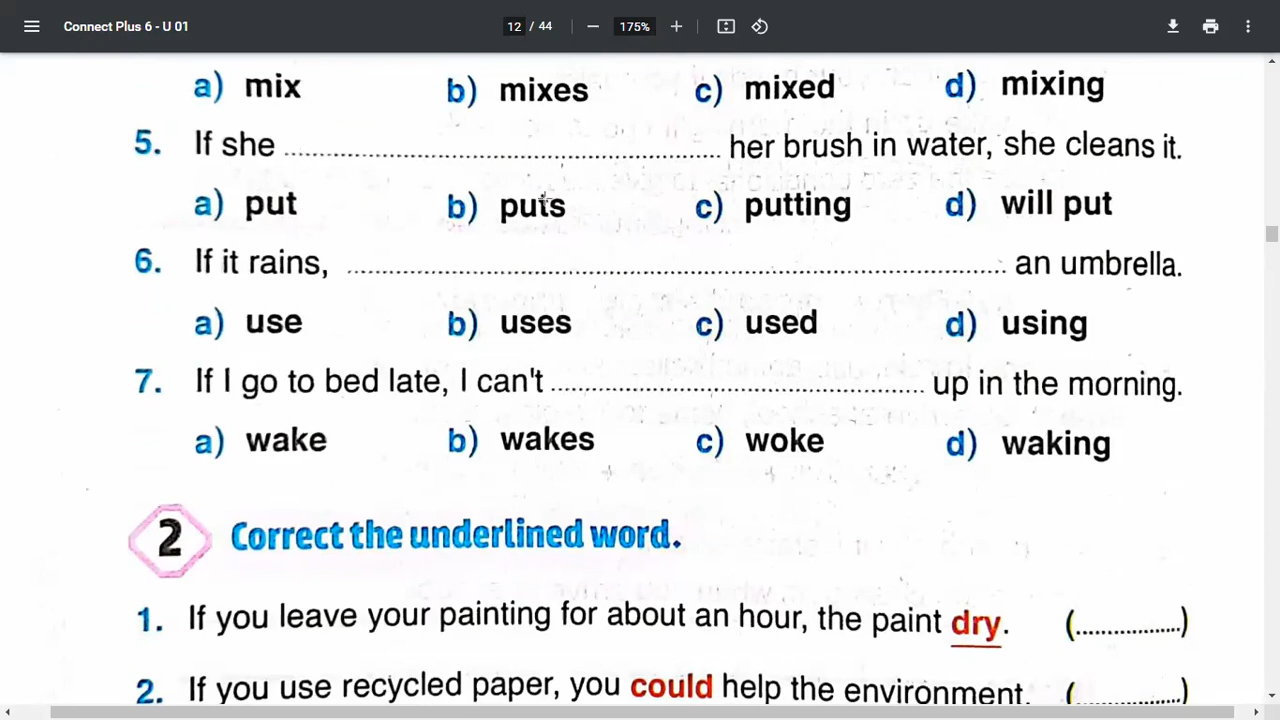 Connect Plus 6 - U 01
12 / 44
175%
a) mix b) mixes c) mixed d) mixing
5. If she ........................................ her brush in water, she cleans it.
a) put b) puts c) putting d) will put
6. If it rains, ........................................ an umbrella.
a) use b) uses c) used d) using
7. If I go to bed late, I can't ........................................ up in the morning.
a) wake b) wakes c) woke d) waking
2 Correct the underlined word.
1. If you leave your painting for about an hour, the paint dry. (..................)
2. If you use recycled paper, you could help the environment. (..................)